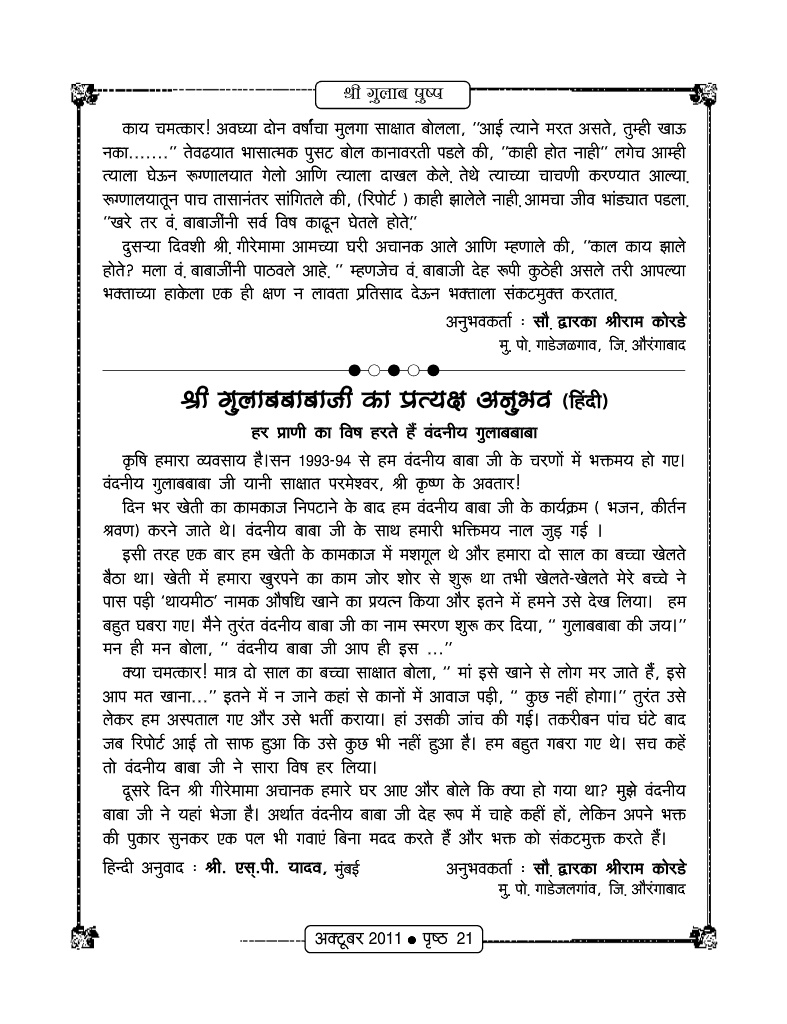 श्री गुलाब पुष्प
काय चमत्कार! अवघ्या दोन वर्षांचा मुलगा साक्षात बोलला, "आई त्याने मरत असते, तुम्ही खाऊ
नका......." तेवढयात भासात्मक पुसट बोल कानावरती पडले की, "काही होत नाही" लगेच आम्ही
त्याला घेऊन रूग्णालयात गेलो आणि त्याला दाखल केले. तेथे त्याच्या चाचणी करण्यात आल्या.
रूग्णालयातून पाच तासानंतर सांगितले की, (रिपोर्ट ) काही झालेले नाही. आमचा जीव भांड्यात पडला.
"खरे तर वं. बाबाजींनी सर्व विष काढून घेतले होते."
दुसऱ्या दिवशी श्री. गीरेमामा आमच्या घरी अचानक आले आणि म्हणाले की, "काल काय झाले
होते? मला वं. बाबाजींनी पाठवले आहे. " म्हणजेच वं. बाबाजी देह रूपी कुठेही असले तरी आपल्या
भक्ताच्या हाकेला एक ही क्षण न लावता प्रतिसाद देऊन भक्ताला संकटमुक्त करतात.
अनुभवकर्ता : सौ. द्वारका श्रीराम कोरडे
मु. पो. गाडेजळगाव, जि. औरंगाबाद
श्री गुलाबबाबाजी का प्रत्यक्ष अनुभव (हिंदी)
हर प्राणी का विष हरते हैं वंदनीय गुलाबबाबा
कृषि हमारा व्यवसाय है।सन 1993-94 से हम वंदनीय बाबा जी के चरणों में भक्तमय हो गए।
वंदनीय गुलाबबाबा जी यानी साक्षात परमेश्वर, श्री कृष्ण के अवतार!
दिन भर खेती का कामकाज निपटाने के बाद हम वंदनीय बाबा जी के कार्यक्रम ( भजन, कीर्तन
श्रवण) करने जाते थे। वंदनीय बाबा जी के साथ हमारी भक्तिमय नाल जुड़ गई ।
इसी तरह एक बार हम खेती के कामकाज में मशगूल थे और हमारा दो साल का बच्चा खेलते
बैठा था। खेती में हमारा खुरपने का काम जोर शोर से शुरू था तभी खेलते-खेलते मेरे बच्चे ने
पास पड़ी 'थायमीठ' नामक औषधि खाने का प्रयत्न किया और इतने में हमने उसे देख लिया। हम
बहुत घबरा गए। मैने तुरंत वंदनीय बाबा जी का नाम स्मरण शुरू कर दिया, " गुलाबबाबा की जय।"
मन ही मन बोला, " वंदनीय बाबा जी आप ही इस ..."
क्या चमत्कार! मात्र दो साल का बच्चा साक्षात बोला, " मां इसे खाने से लोग मर जाते हैं, इसे
आप मत खाना..." इतने में न जाने कहां से कानों में आवाज पड़ी, " कुछ नहीं होगा।" तुरंत उसे
लेकर हम अस्पताल गए और उसे भर्ती कराया। हां उसकी जांच की गई। तकरीबन पांच घंटे बाद
जब रिपोर्ट आई तो साफ हुआ कि उसे कुछ भी नहीं हुआ है। हम बहुत गबरा गए थे। सच कहें
तो वंदनीय बाबा जी ने सारा विष हर लिया।
दूसरे दिन श्री गीरेमामा अचानक हमारे घर आए और बोले कि क्या हो गया था? मुझे वंदनीय
बाबा जी ने यहां भेजा है। अर्थात वंदनीय बाबा जी देह रूप में चाहे कहीं हों, लेकिन अपने भक्त
की पुकार सुनकर एक पल भी गवाएं बिना मदद करते हैं और भक्त को संकटमुक्त करते हैं।
हिन्दी अनुवाद : श्री. एस्.पी. यादव, मुंबई
अनुभवकर्ता : सौ. द्वारका श्रीराम कोरडे
मु. पो. गाडेजलगांव, जि. औरंगाबाद
अक्टूबर 2011 ● पृष्ठ 21